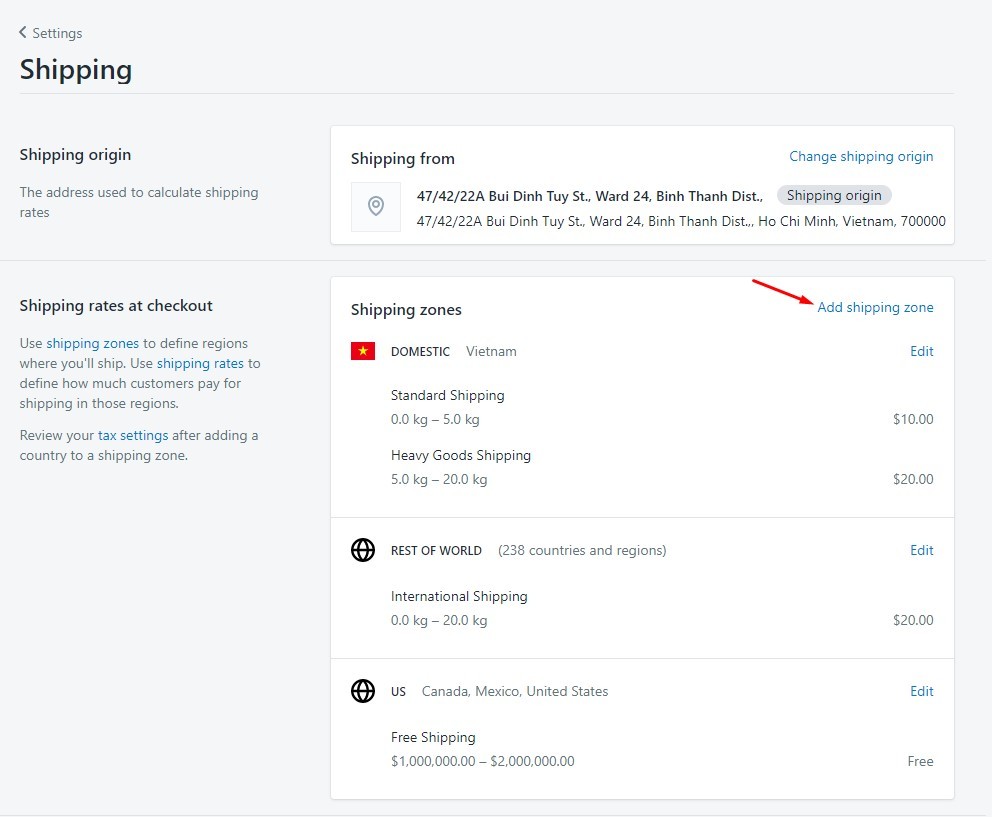 Settings
Shipping
Shipping origin
The address used to calculate shipping
rates
Shipping from
Change shipping origin
47/42/22A Bui Dinh Tuy St., Ward 24, Binh Thanh Dist.,
Shipping origin
47/42/22A Bui Dinh Tuy St., Ward 24, Binh Thanh Dist.,, Ho Chi Minh, Vietnam, 700000
Shipping rates at checkout
Use shipping zones to define regions
where you'll ship. Use shipping rates to
define how much customers pay for
shipping in those regions.
Review your tax settings after adding a
country to a shipping zone.
Shipping zones
Add shipping zone
DOMESTIC Vietnam
Edit
Standard Shipping
0.0 kg – 5.0 kg
$10.00
Heavy Goods Shipping
5.0 kg – 20.0 kg
$20.00
REST OF WORLD (238 countries and regions)
Edit
International Shipping
0.0 kg – 20.0 kg
$20.00
US Canada, Mexico, United States
Edit
Free Shipping
$1,000,000.00 – $2,000,000.00
Free